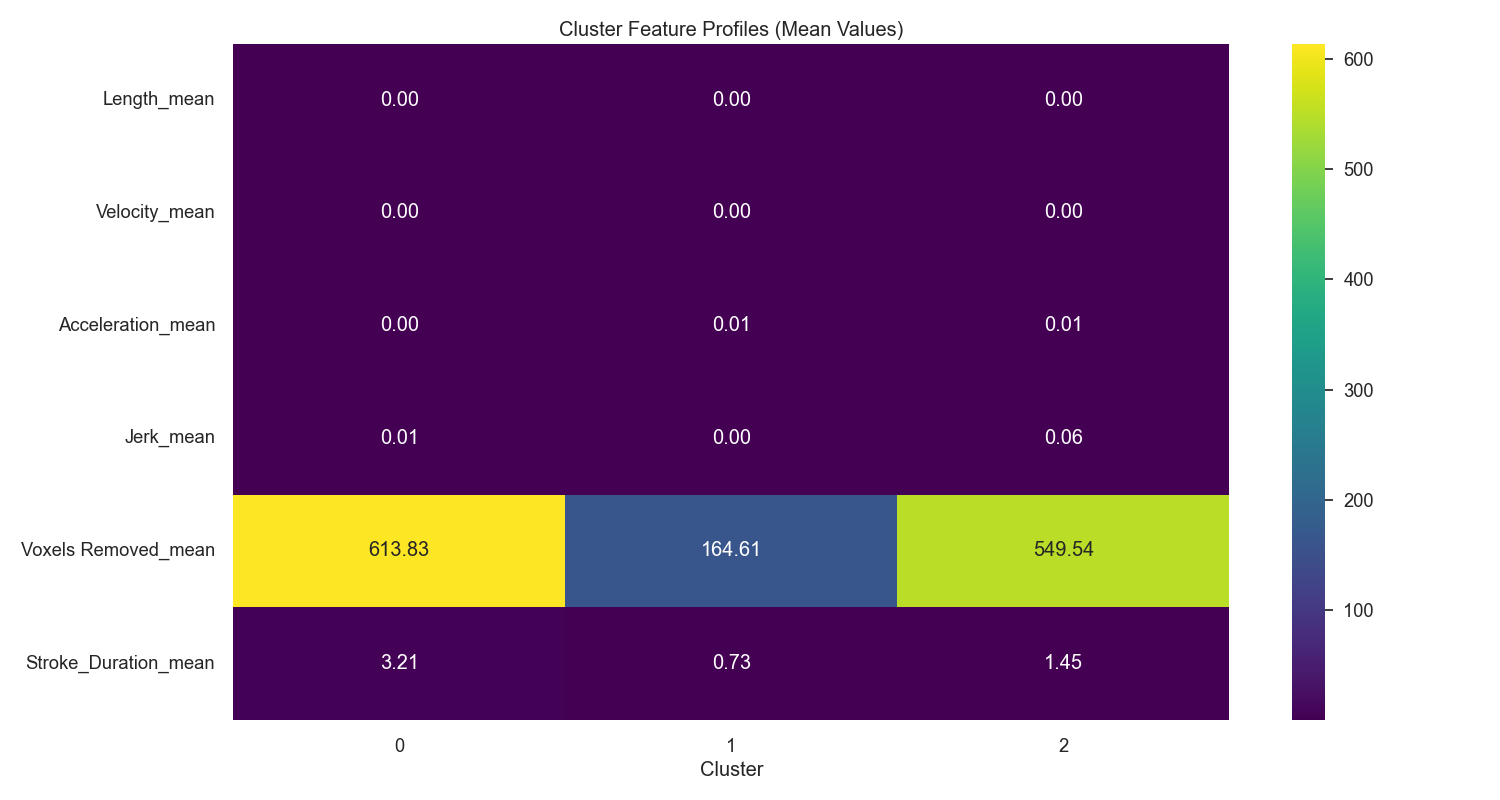 Cluster Feature Profiles (Mean Values)
Length_mean 0.00 0.00 0.00
Velocity_mean 0.00 0.00 0.00
Acceleration_mean 0.00 0.01 0.01
Jerk_mean 0.01 0.00 0.06
Voxels Removed_mean 613.83 164.61 549.54
Stroke_Duration_mean 3.21 0.73 1.45
0 1 2
Cluster
600
500
400
300
200
100